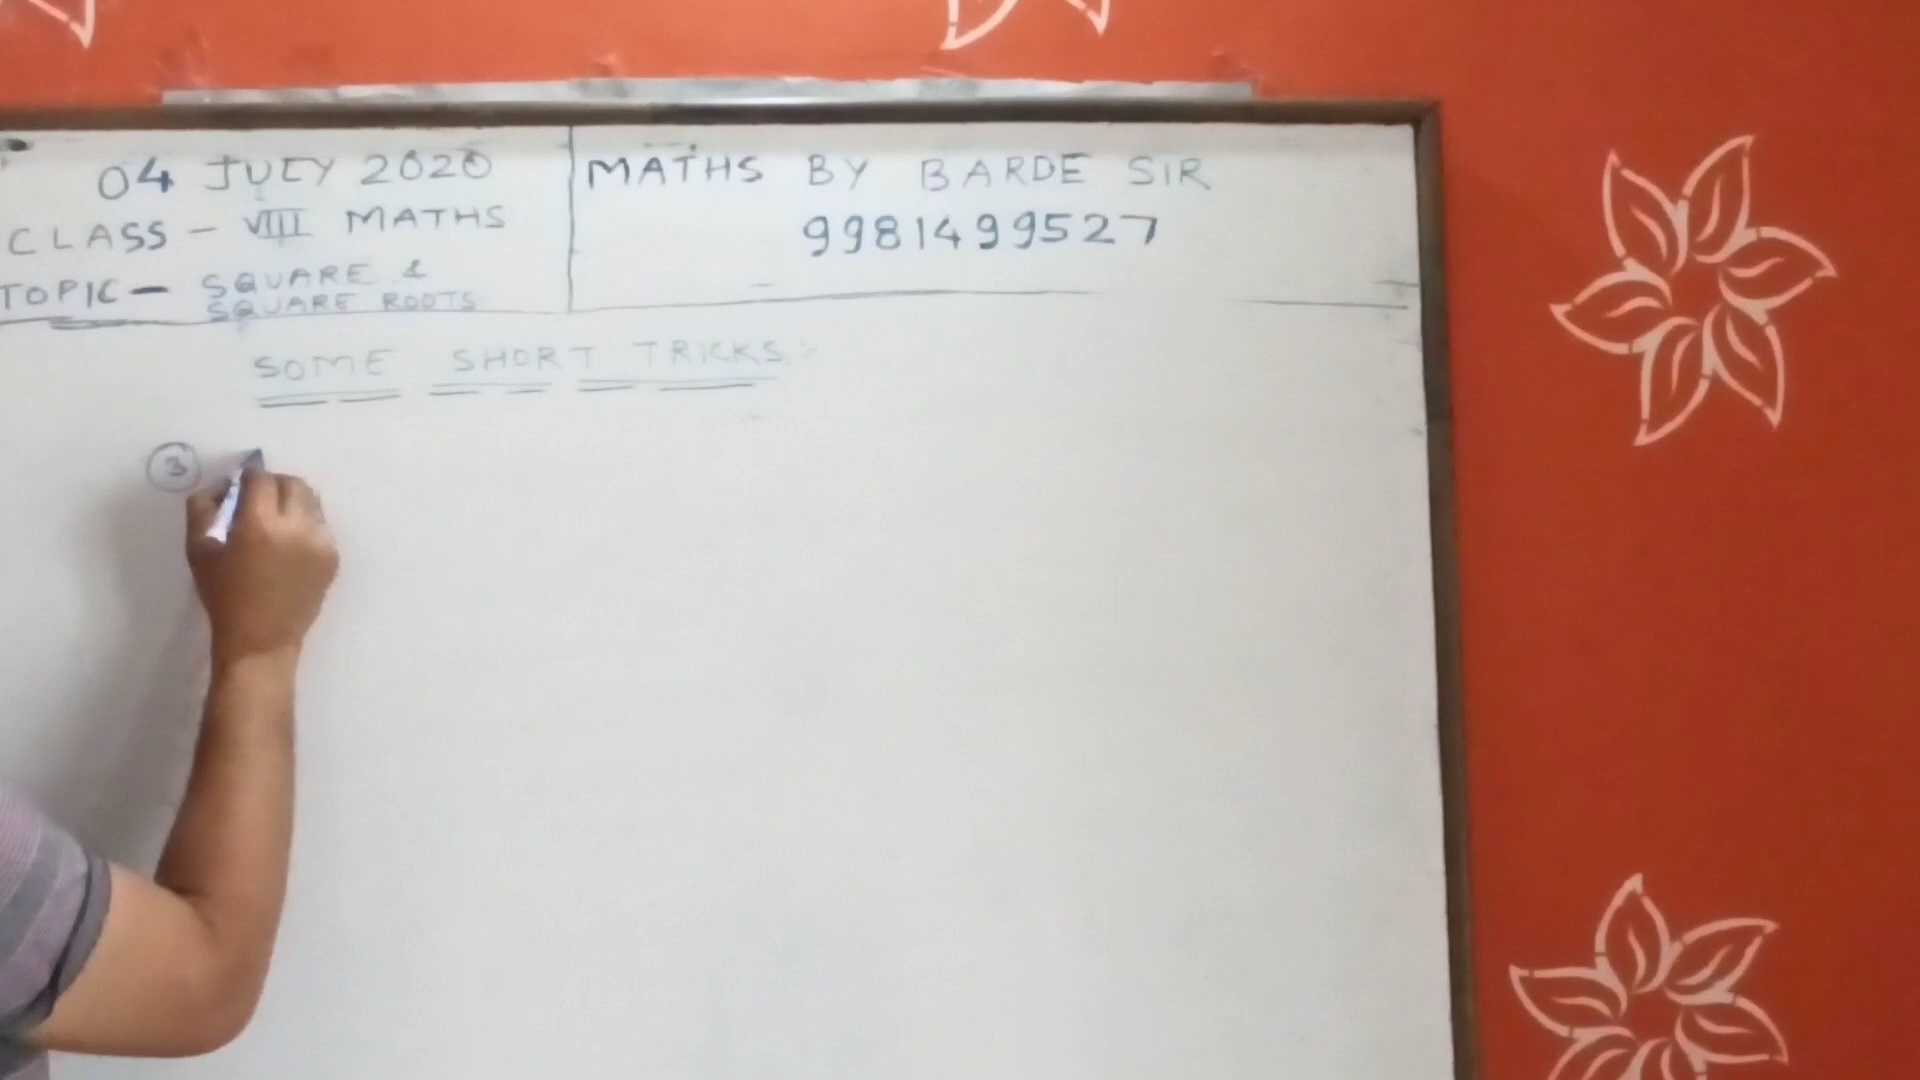 04 JULY 2020
CLASS - VIII MATHS
TOPIC - SQUARE &
SQUARE ROOTS
MATHS BY BARDE SIR
9981499527
SOME SHORT TRICKS :-
3